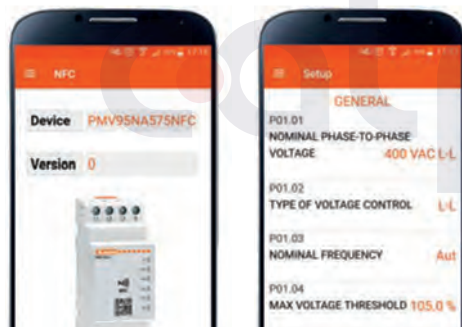 NFC
Device PMV95NA575NFC
Version 0
Setup
GENERAL
P01.01
NOMINAL PHASE-TO-PHASE
VOLTAGE 400 VAC L-L
P01.02
TYPE OF VOLTAGE CONTROL L-L
P01.03
NOMINAL FREQUENCY Aut
P01.04
MAX VOLTAGE THRESHOLD 105.0 %